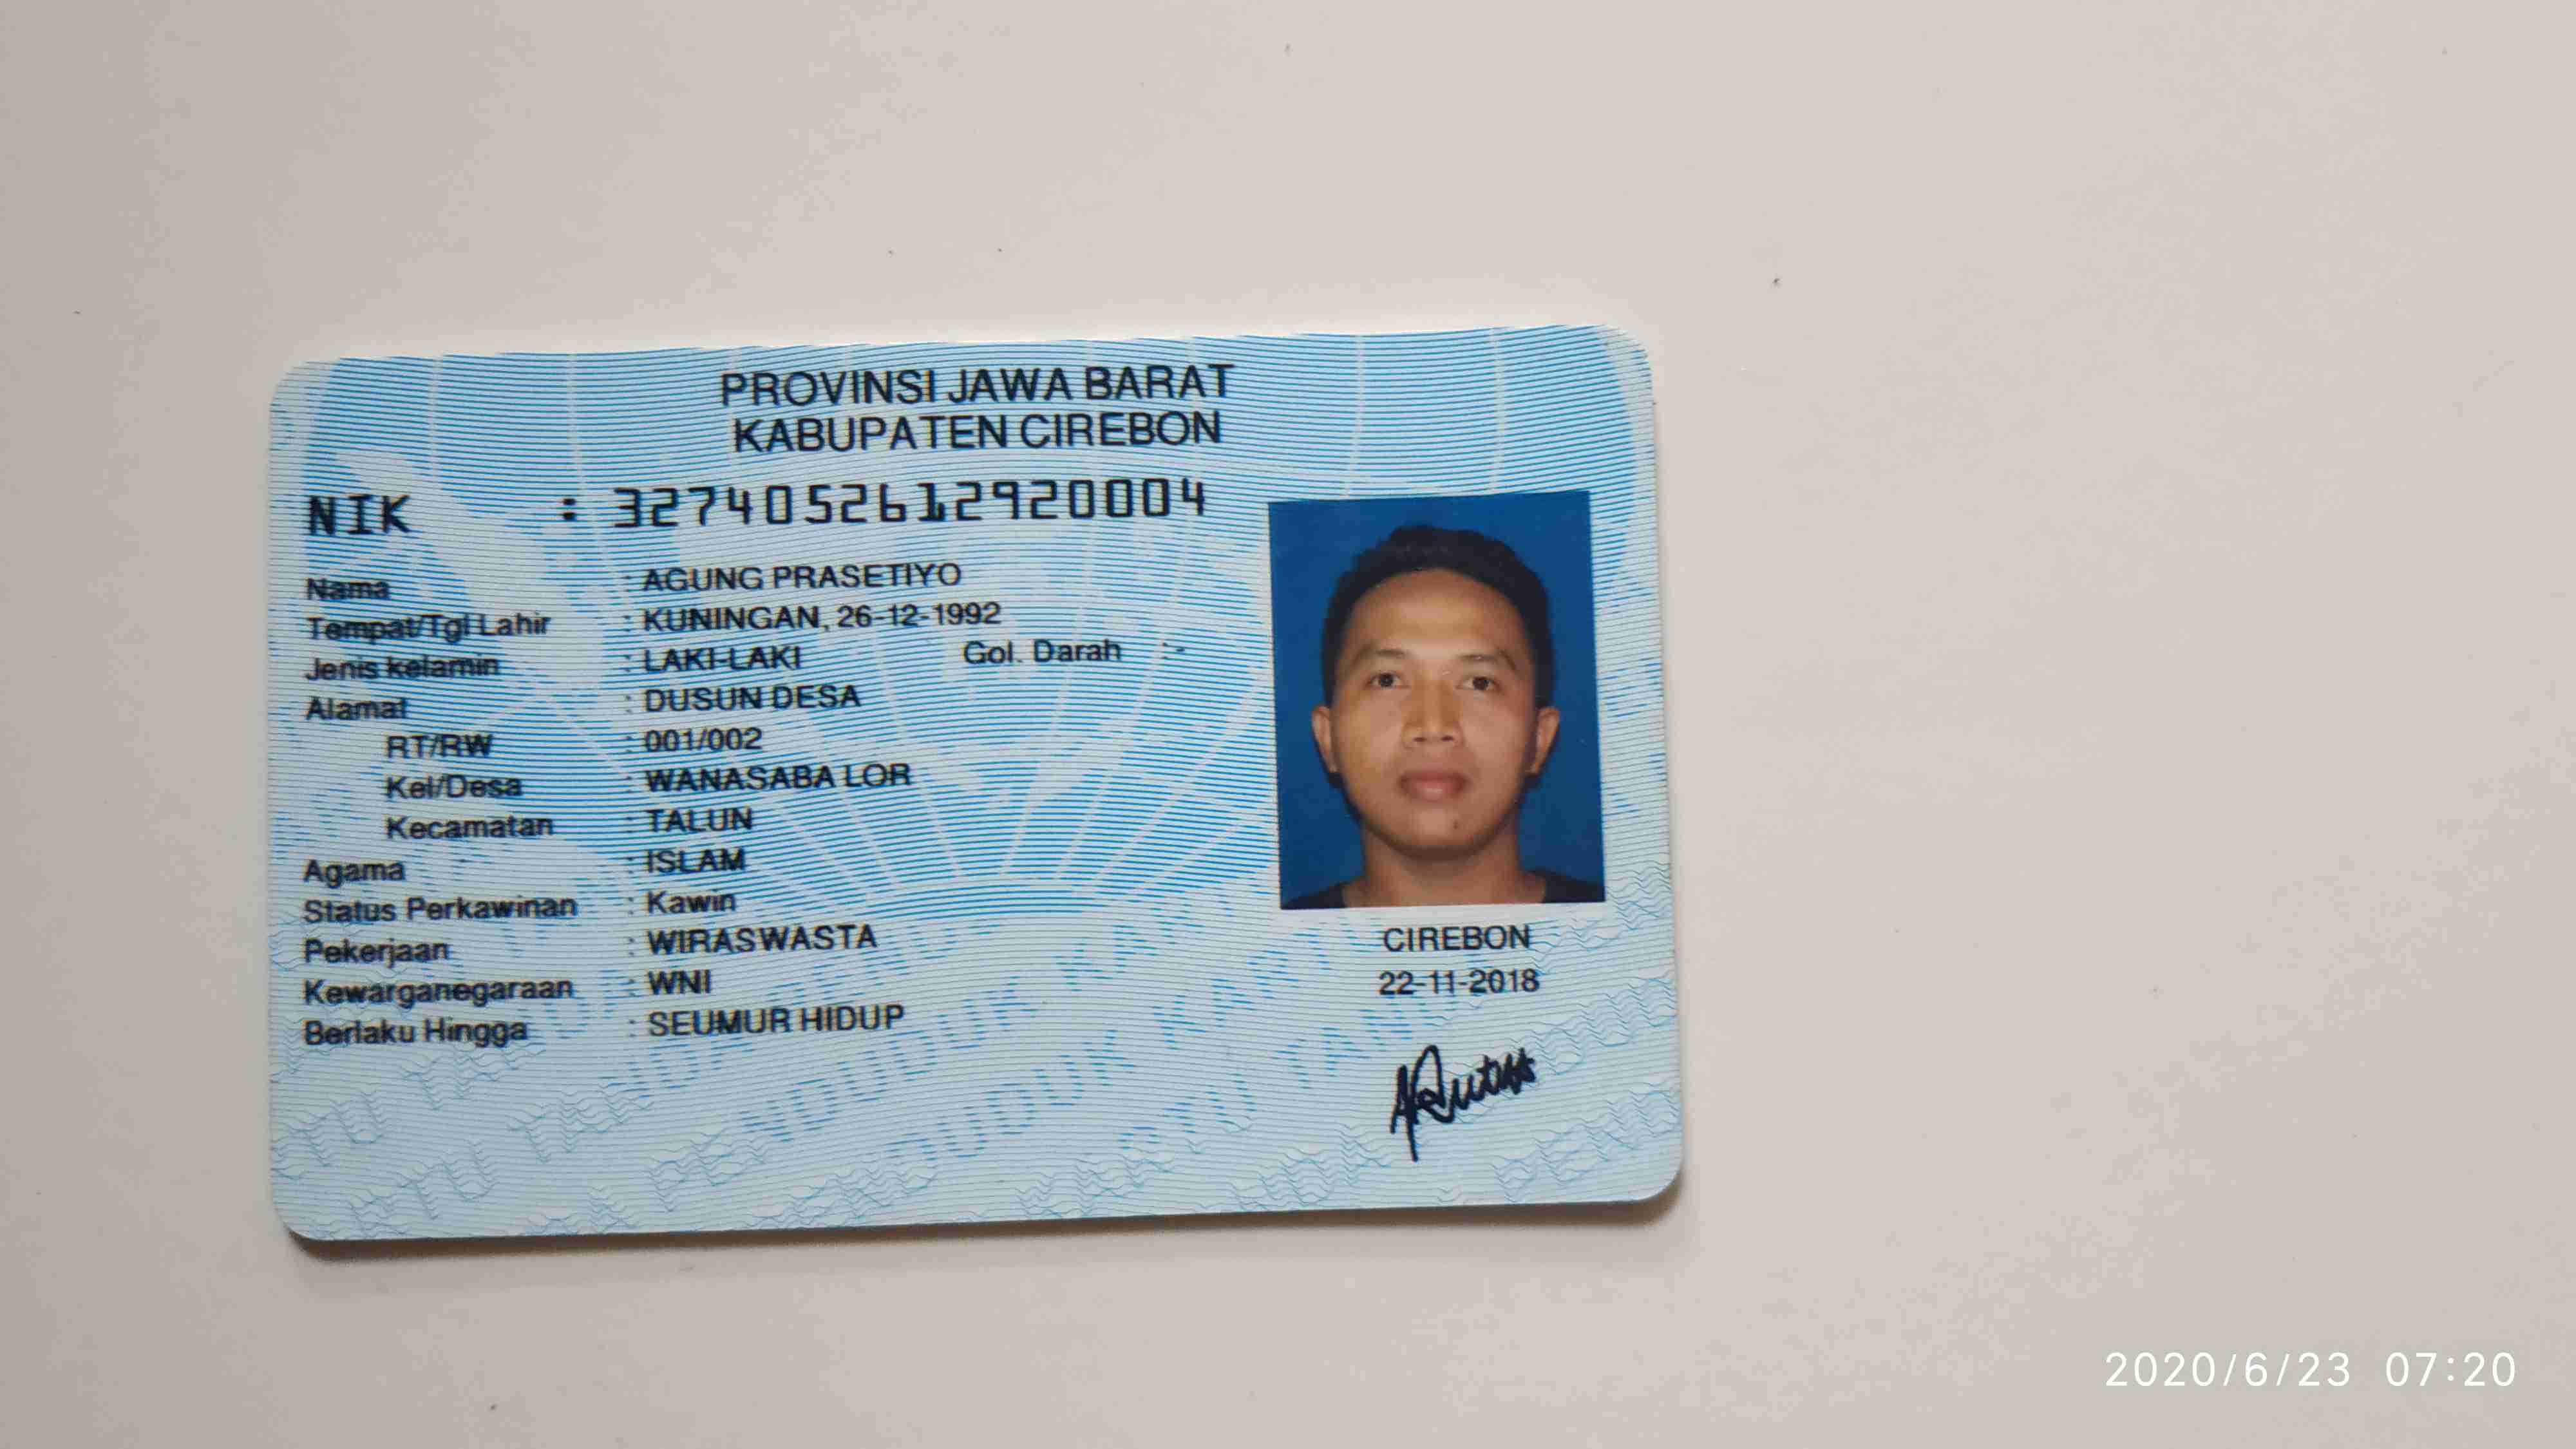 PROVINSI JAWA BARAT
KABUPATEN CIREBON
NIK : 3274052612920004
Nama : AGUNG PRASETIYO
Tempat/Tgl Lahir : KUNINGAN, 26-12-1992
Jenis kelamin : LAKI-LAKI Gol. Darah : -
Alamat : DUSUN DESA
RT/RW : 001/002
Kel/Desa : WANASABA LOR
Kecamatan : TALUN
Agama : ISLAM
Status Perkawinan : Kawin
Pekerjaan : WIRASWASTA
Kewarganegaraan : WNI
Berlaku Hingga : SEUMUR HIDUP
CIREBON
22-11-2018
2020/6/23 07:20